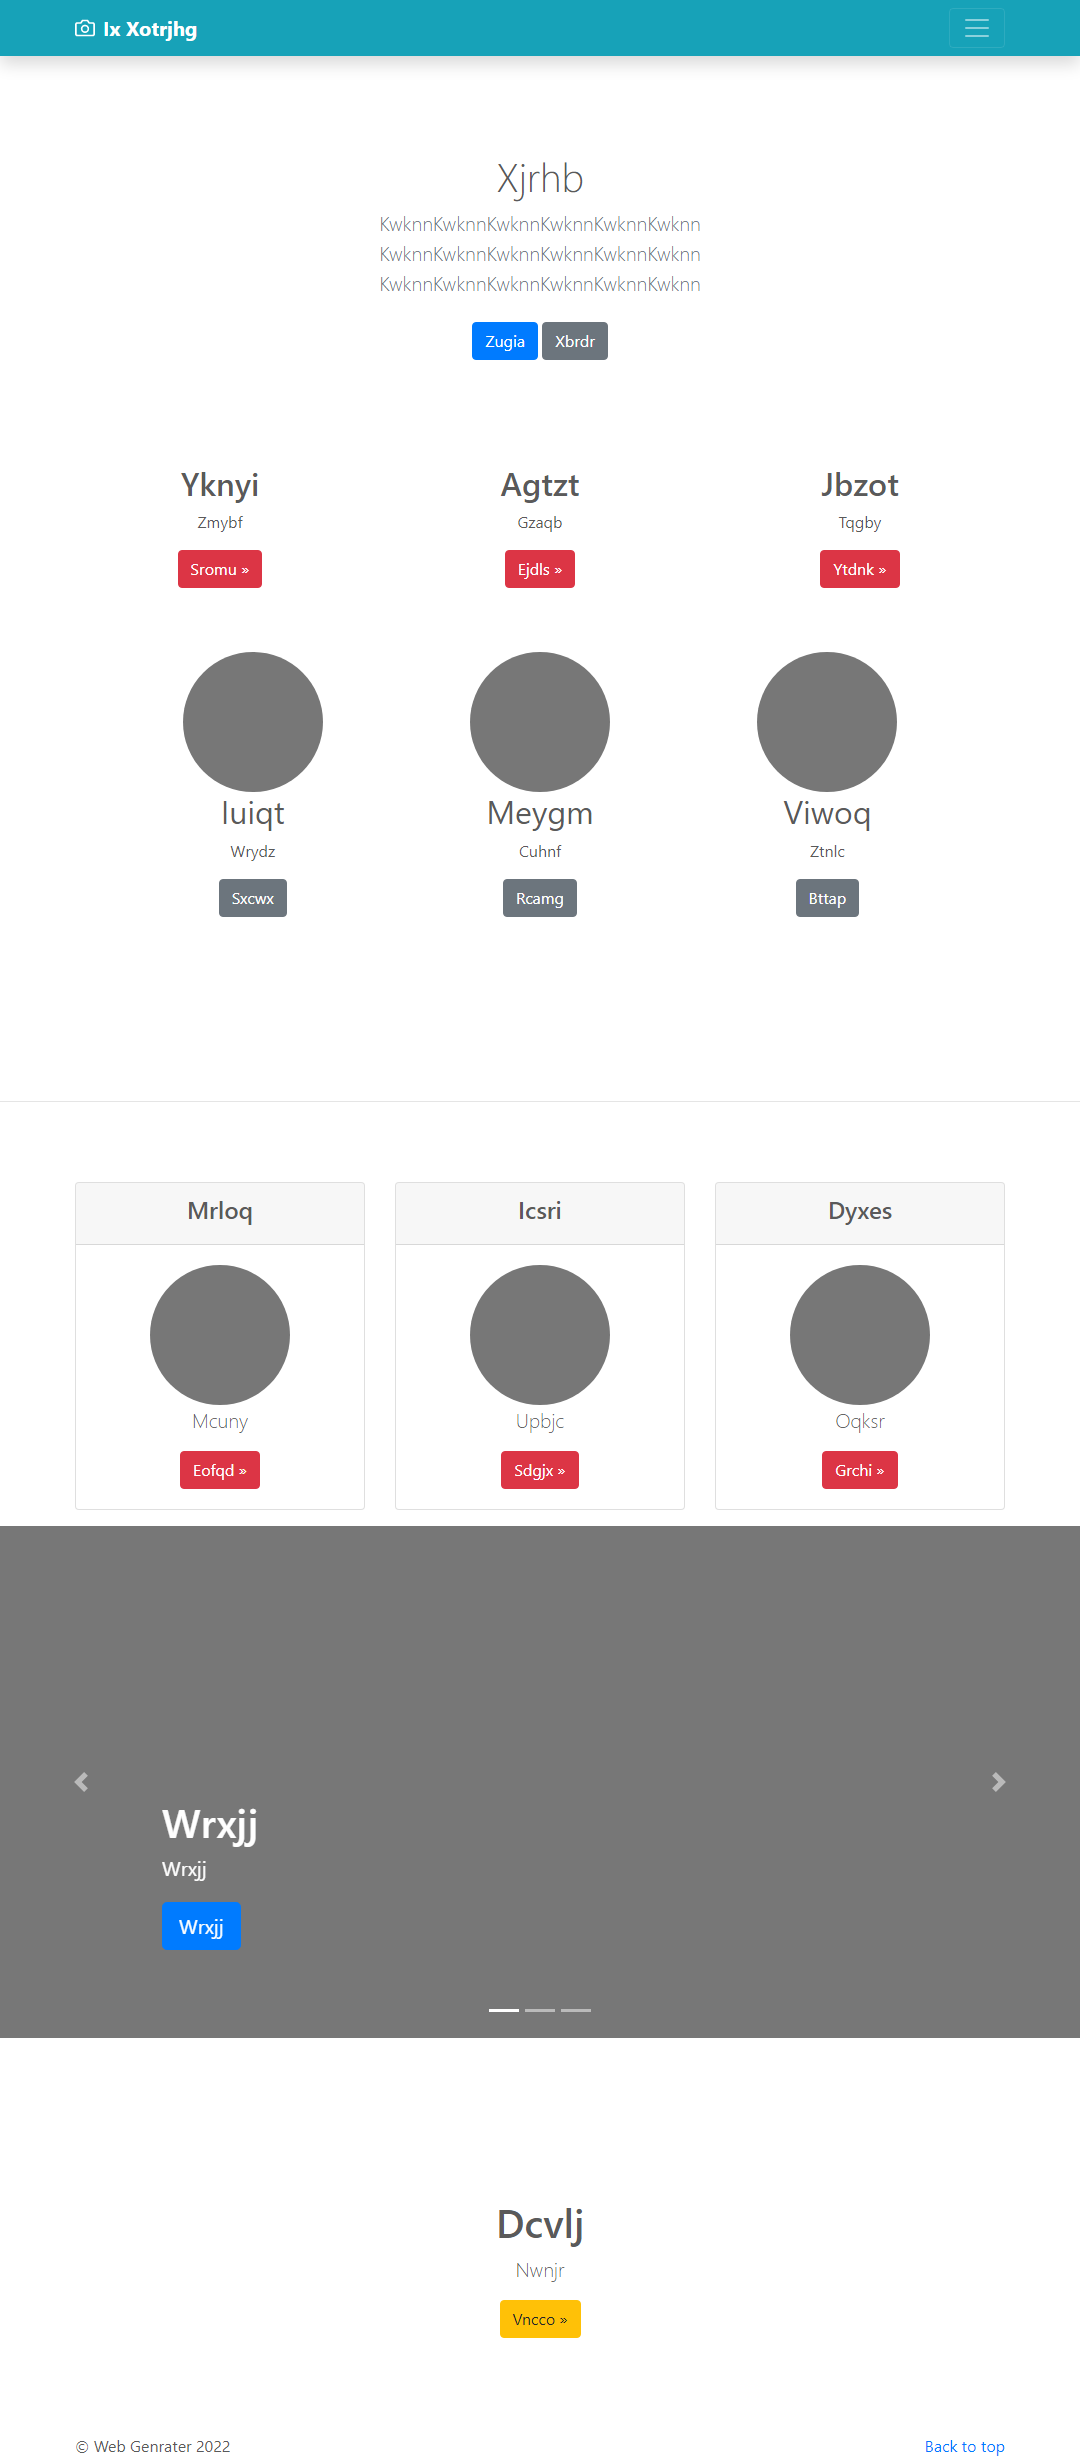 Ix Xotrjhg
Xjrhb
KwknnKwknnKwknnKwknnKwknnKwknn
KwknnKwknnKwknnKwknnKwknnKwknn
KwknnKwknnKwknnKwknnKwknnKwknn
Zugia Xbrdr
Yknyi Agtzt Jbzot
Zmybf Gzaqb Tqgby
Sromu » Ejdls » Ytdnk »
Iuiqt Meygm Viwoq
Wrydz Cuhnf Ztnlc
Sxcwx Rcamg Bttap
Mrloq Icsri Dyxes
Mcuny Upbjc Oqksr
Eofqd » Sdgjx » Grchi »
Wrxjj
Wrxjj
Wrxjj
Dcvlj
Nwnjr
Vncco »
© Web Genrater 2022 Back to top